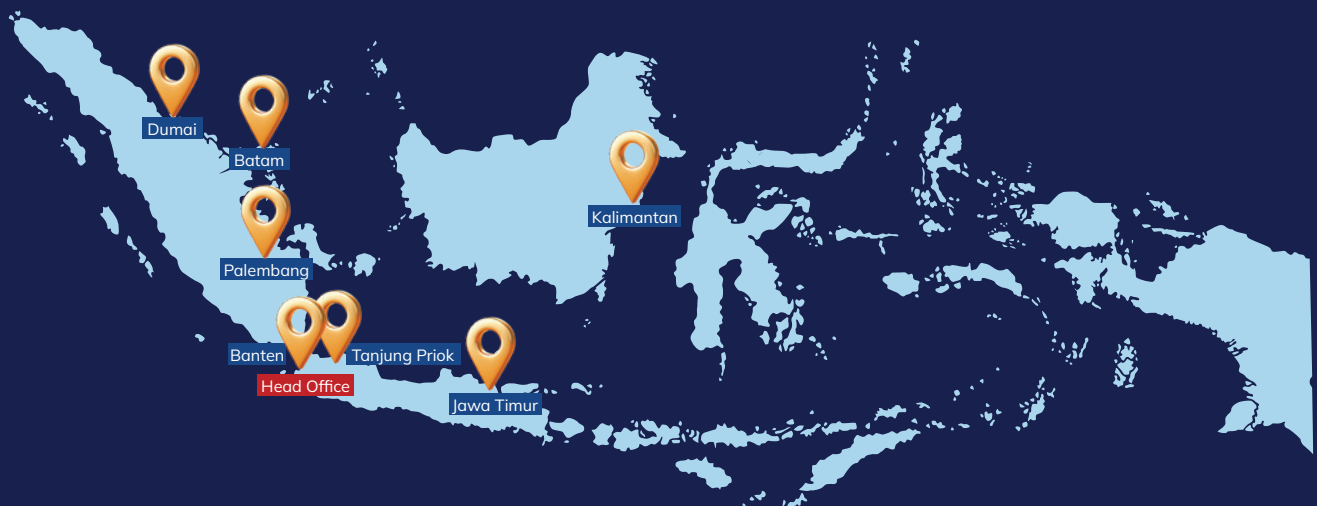 Dumai
Batam
Kalimantan
Palembang
Banten
Tanjung Priok
Head Office
Jawa Timur